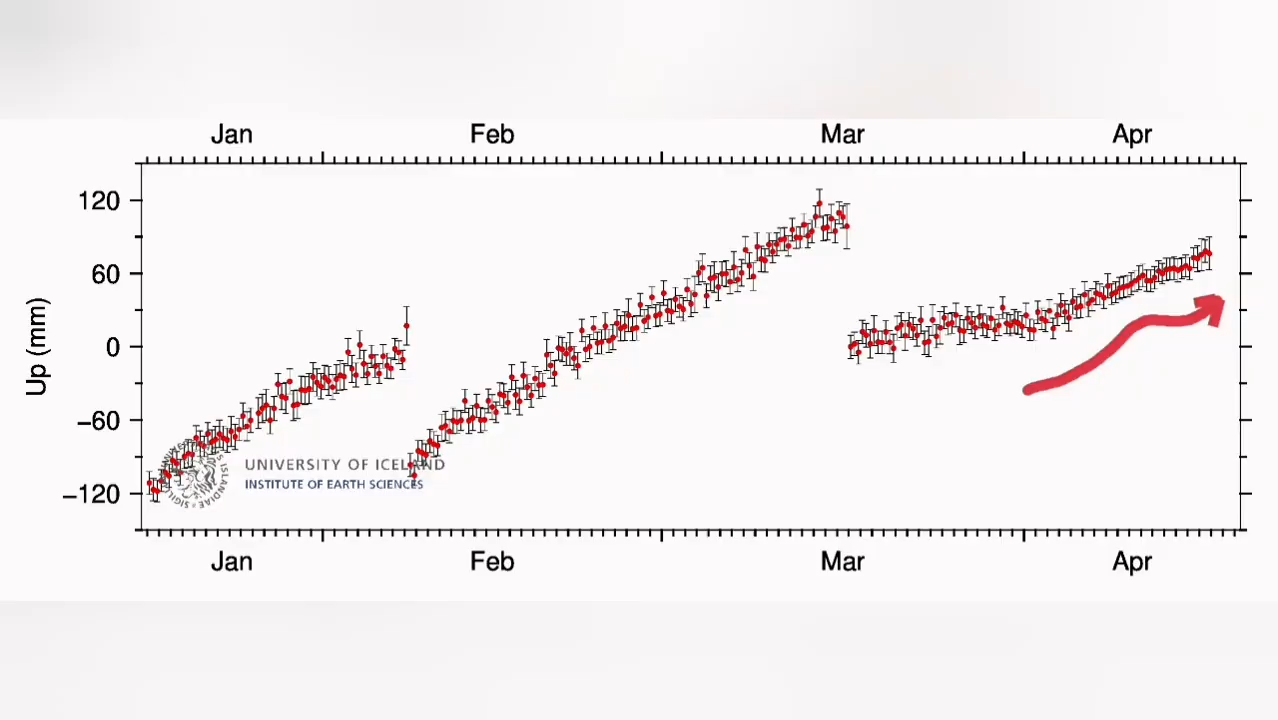 Jan Feb Mar Apr
120
60
0
−60
−120
Up (mm)
UNIVERSITY OF ICELAND
INSTITUTE OF EARTH SCIENCES
Jan Feb Mar Apr